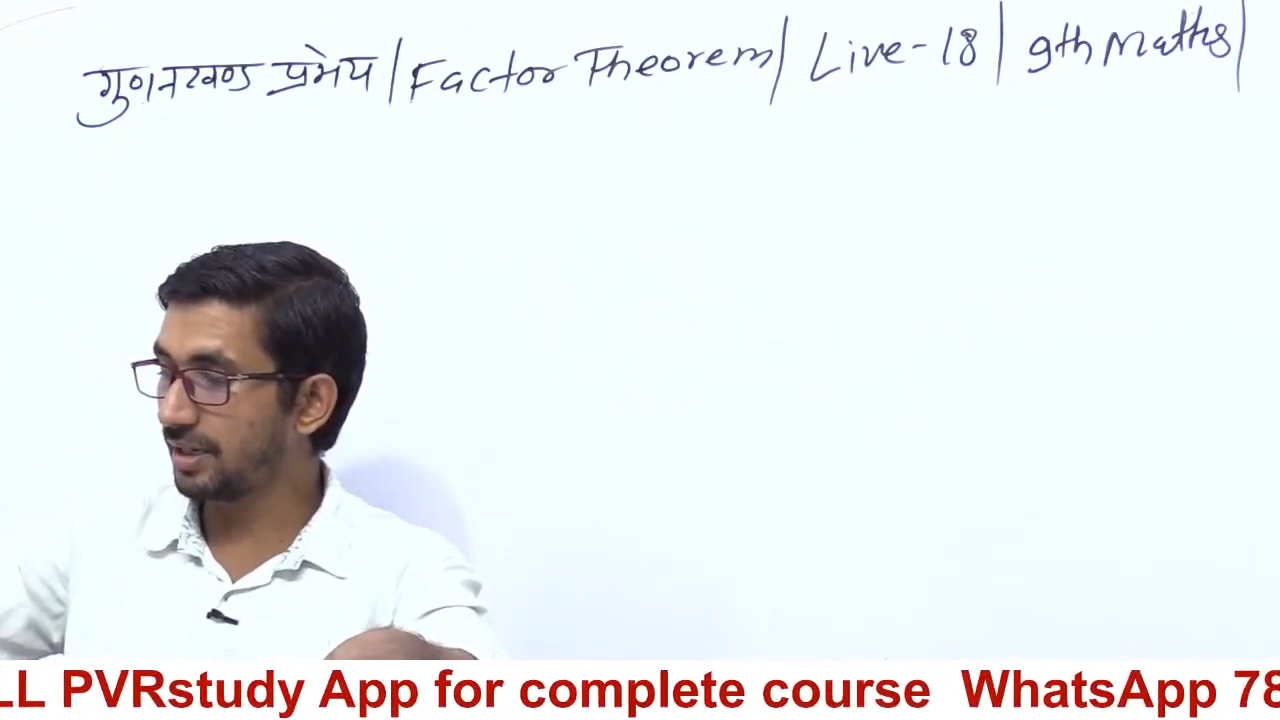 गुणनखण्ड प्रमेय | Factor Theorem | Live-18 | 9th Maths |
LL PVRstudy App for complete course WhatsApp 78